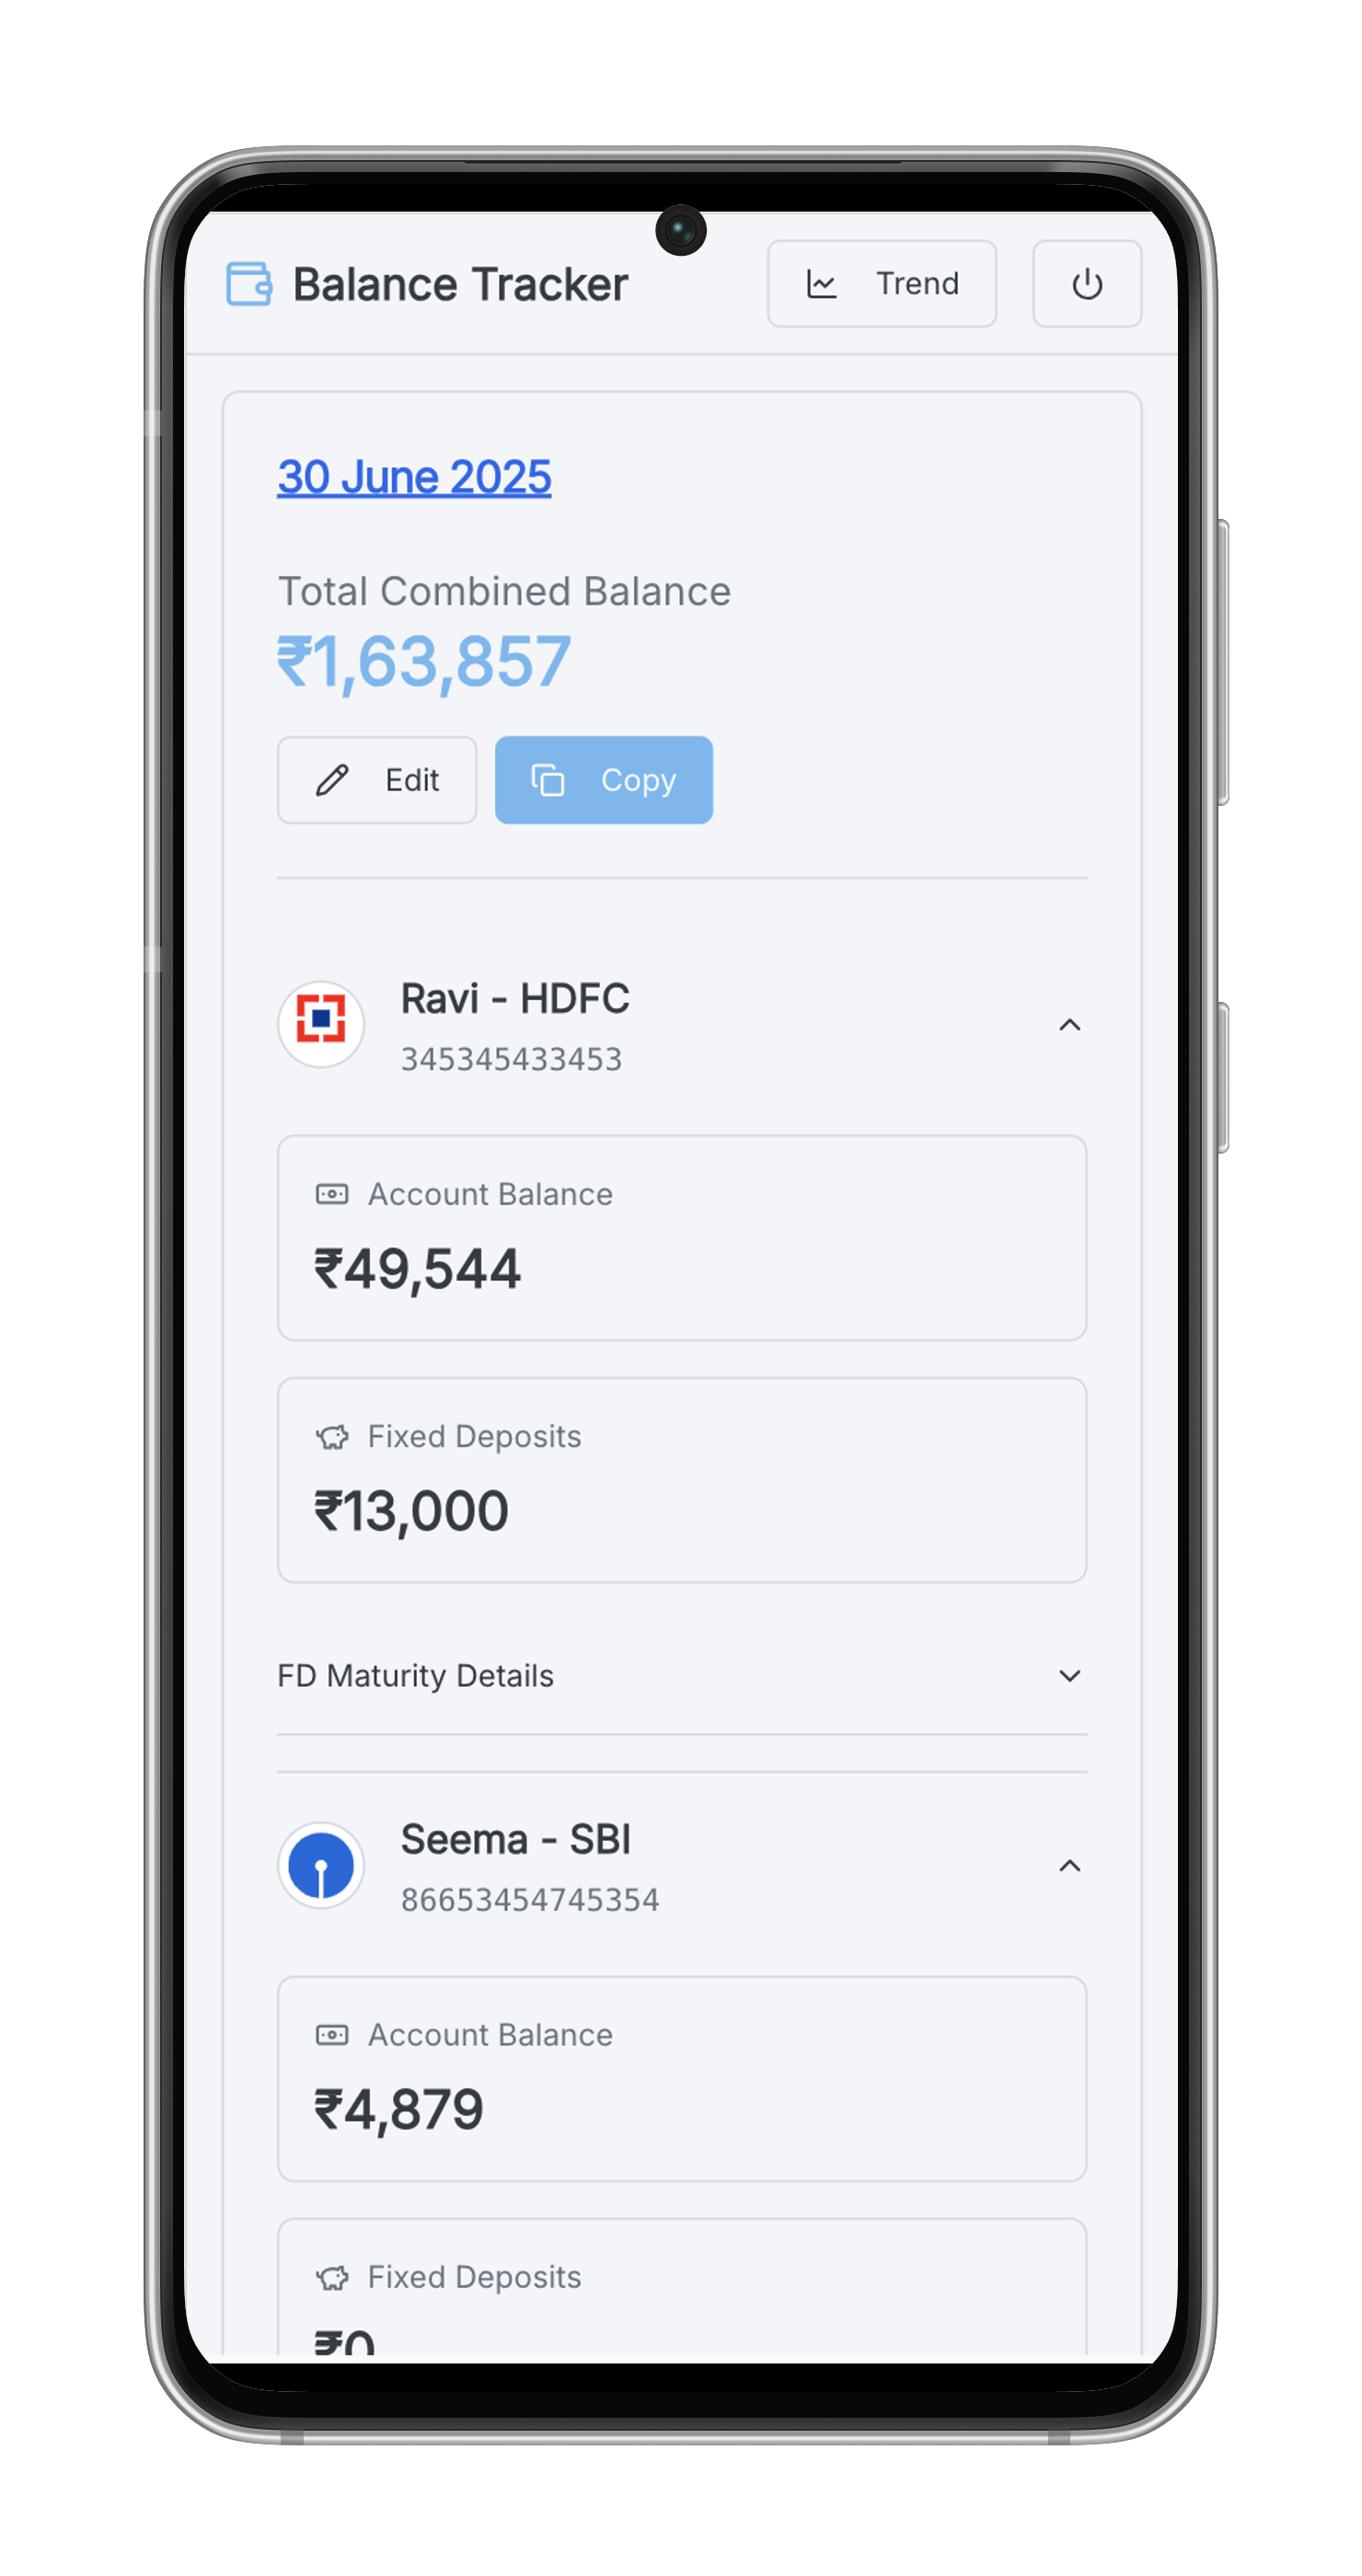 Balance Tracker
Trend
30 June 2025
Total Combined Balance
₹1,63,857
Edit
Copy
Ravi - HDFC
345345433453
Account Balance
₹49,544
Fixed Deposits
₹13,000
FD Maturity Details
Seema - SBI
86653454745354
Account Balance
₹4,879
Fixed Deposits
₹0